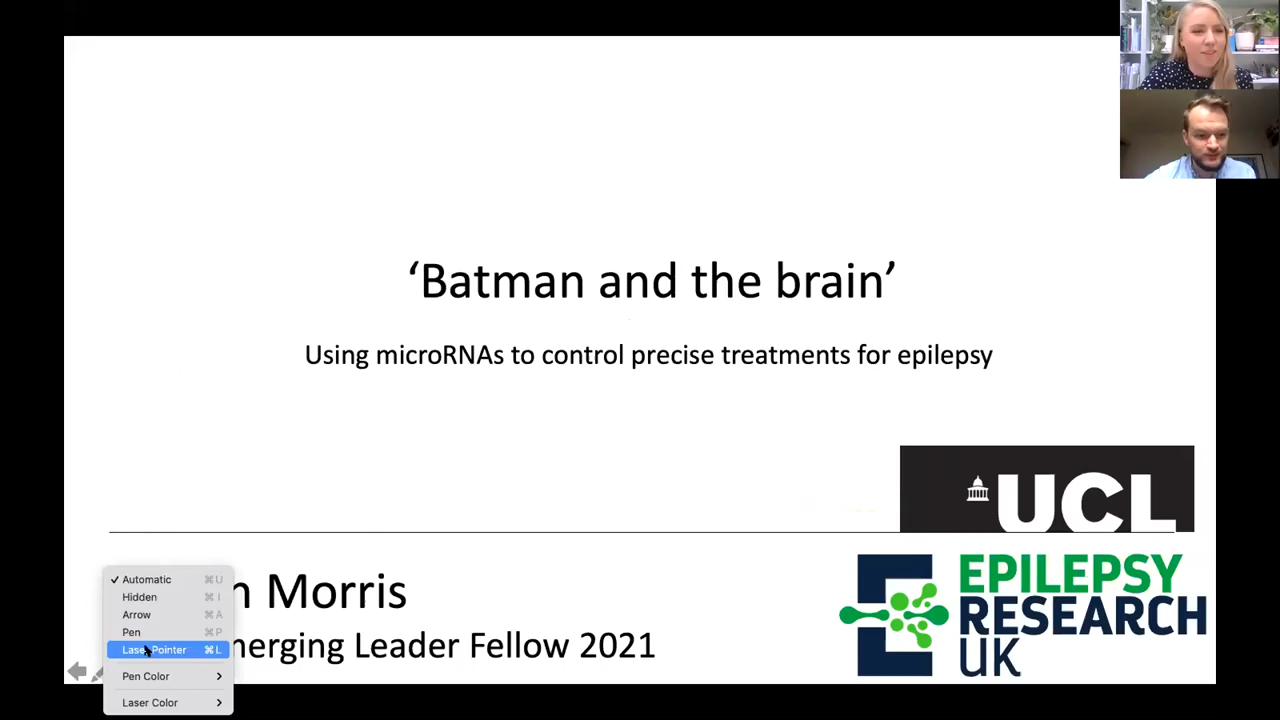 ‘Batman and the brain’
Using microRNAs to control precise treatments for epilepsy
UCL
n Morris
merging Leader Fellow 2021
EPILEPSY
RESEARCH
UK
✓ Automatic ⌘U
Hidden ⌘I
Arrow ⌘A
Pen ⌘P
Laser Pointer ⌘L
Pen Color >
Laser Color >